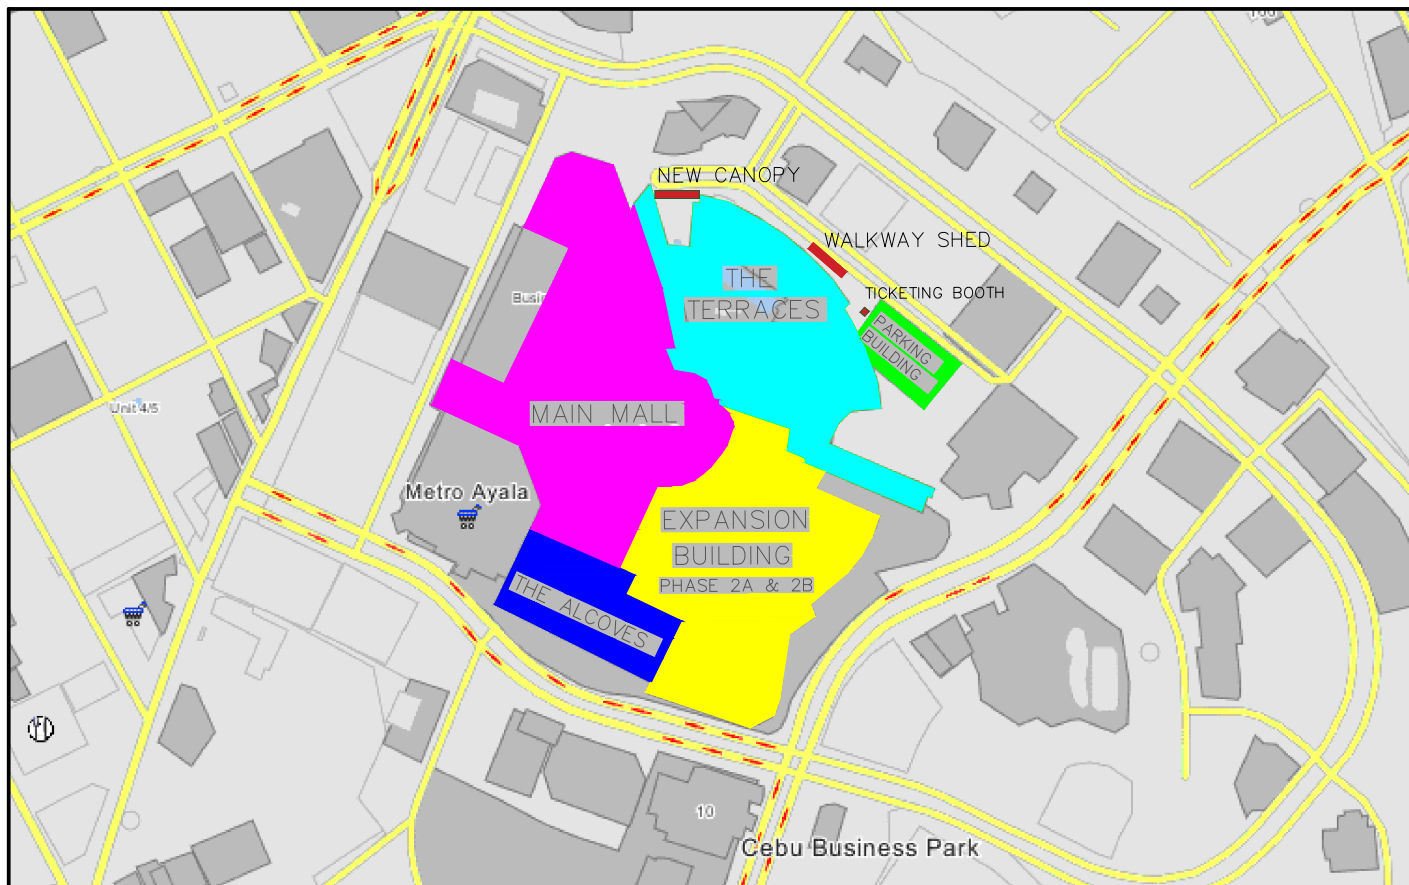 NEW CANOPY
WALKWAY SHED
THE
TERRACES
TICKETING BOOTH
PARKING
BUILDING
Unit 4/5
MAIN MALL
Metro Ayala
EXPANSION
BUILDING
PHASE 2A & 2B
THE ALCOVES
10
Cebu Business Park